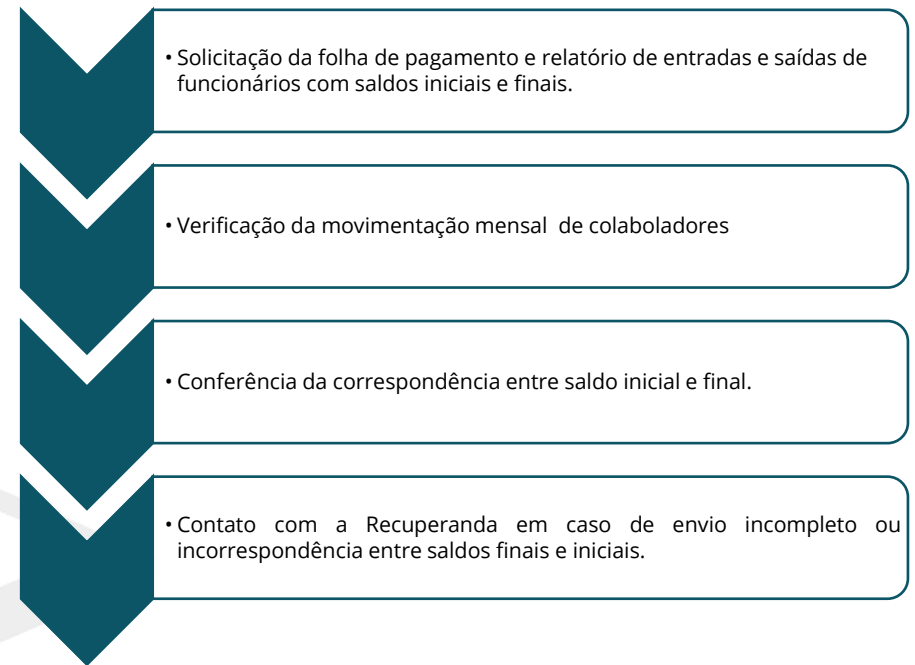 • Solicitação da folha de pagamento e relatório de entradas e saídas de
funcionários com saldos iniciais e finais.
• Verificação da movimentação mensal de colaboladores
• Conferência da correspondência entre saldo inicial e final.
• Contato com a Recuperanda em caso de envio incompleto ou
incorrespondência entre saldos finais e iniciais.